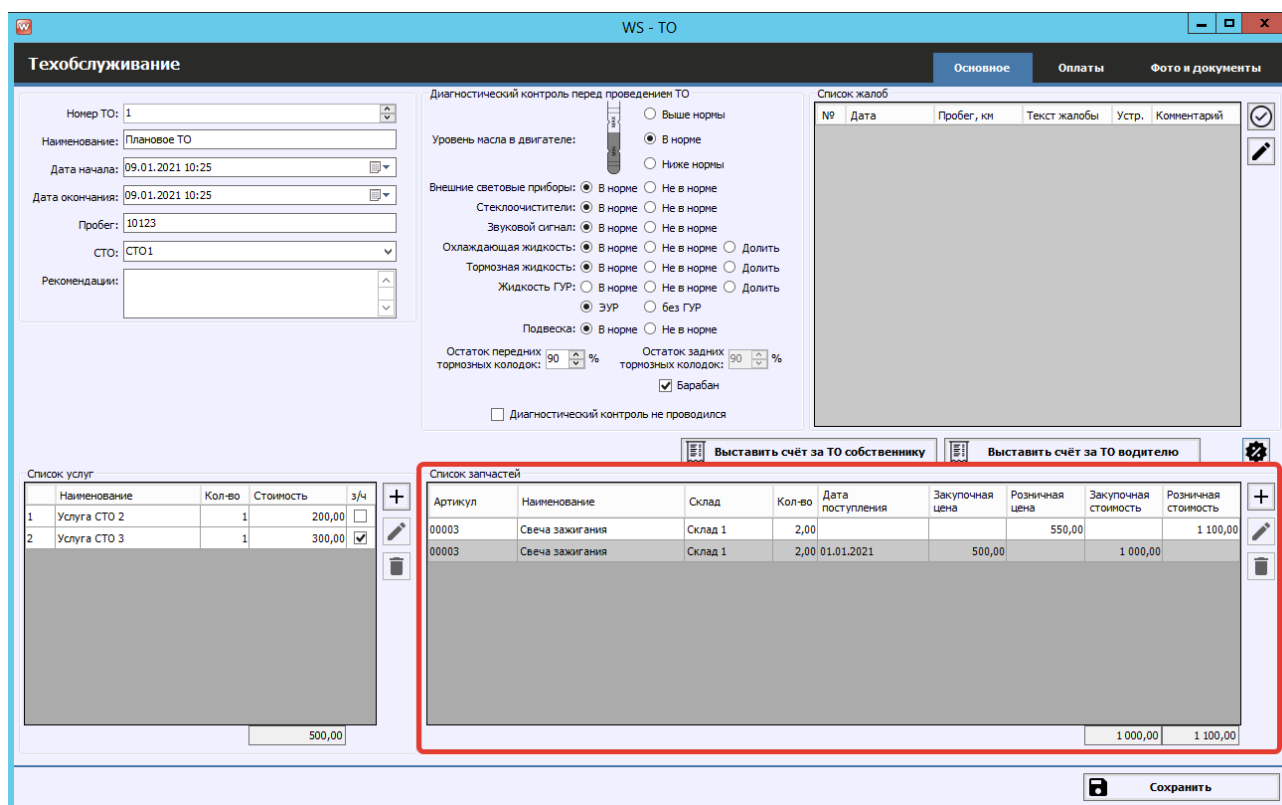 WS - ТО
Техобслуживание
Основное Оплаты Фото и документы
Номер ТО: 1
Наименование: Плановое ТО
Дата начала: 09.01.2021 10:25
Дата окончания: 09.01.2021 10:25
Пробег: 10123
СТО: СТО1
Рекомендации:
Диагностический контроль перед проведением ТО
Выше нормы
Уровень масла в двигателе: В норме
Ниже нормы
Внешние световые приборы: В норме Не в норме
Стеклоочистители: В норме Не в норме
Звуковой сигнал: В норме Не в норме
Охлаждающая жидкость: В норме Не в норме Долить
Тормозная жидкость: В норме Не в норме Долить
Жидкость ГУР: В норме Не в норме Долить
ЭУР без ГУР
Подвеска: В норме Не в норме
Остаток передних тормозных колодок: 90 % Остаток задних тормозных колодок: 90 %
Барабан
Диагностический контроль не проводился
Список жалоб
№ Дата Пробег, км Текст жалобы Устр. Комментарий
Выставить счёт за ТО собственнику Выставить счёт за ТО водителю
Список услуг
Наименование Кол-во Стоимость з/ч
1 Услуга СТО 2 1 200,00
2 Услуга СТО 3 1 300,00
500,00
Список запчастей
Артикул Наименование Склад Кол-во Дата поступления Закупочная цена Розничная цена Закупочная стоимость Розничная стоимость
00003 Свеча зажигания Склад 1 2,00 550,00 1 100,00
00003 Свеча зажигания Склад 1 2,00 01.01.2021 500,00 1 000,00
1 000,00 1 100,00
Сохранить